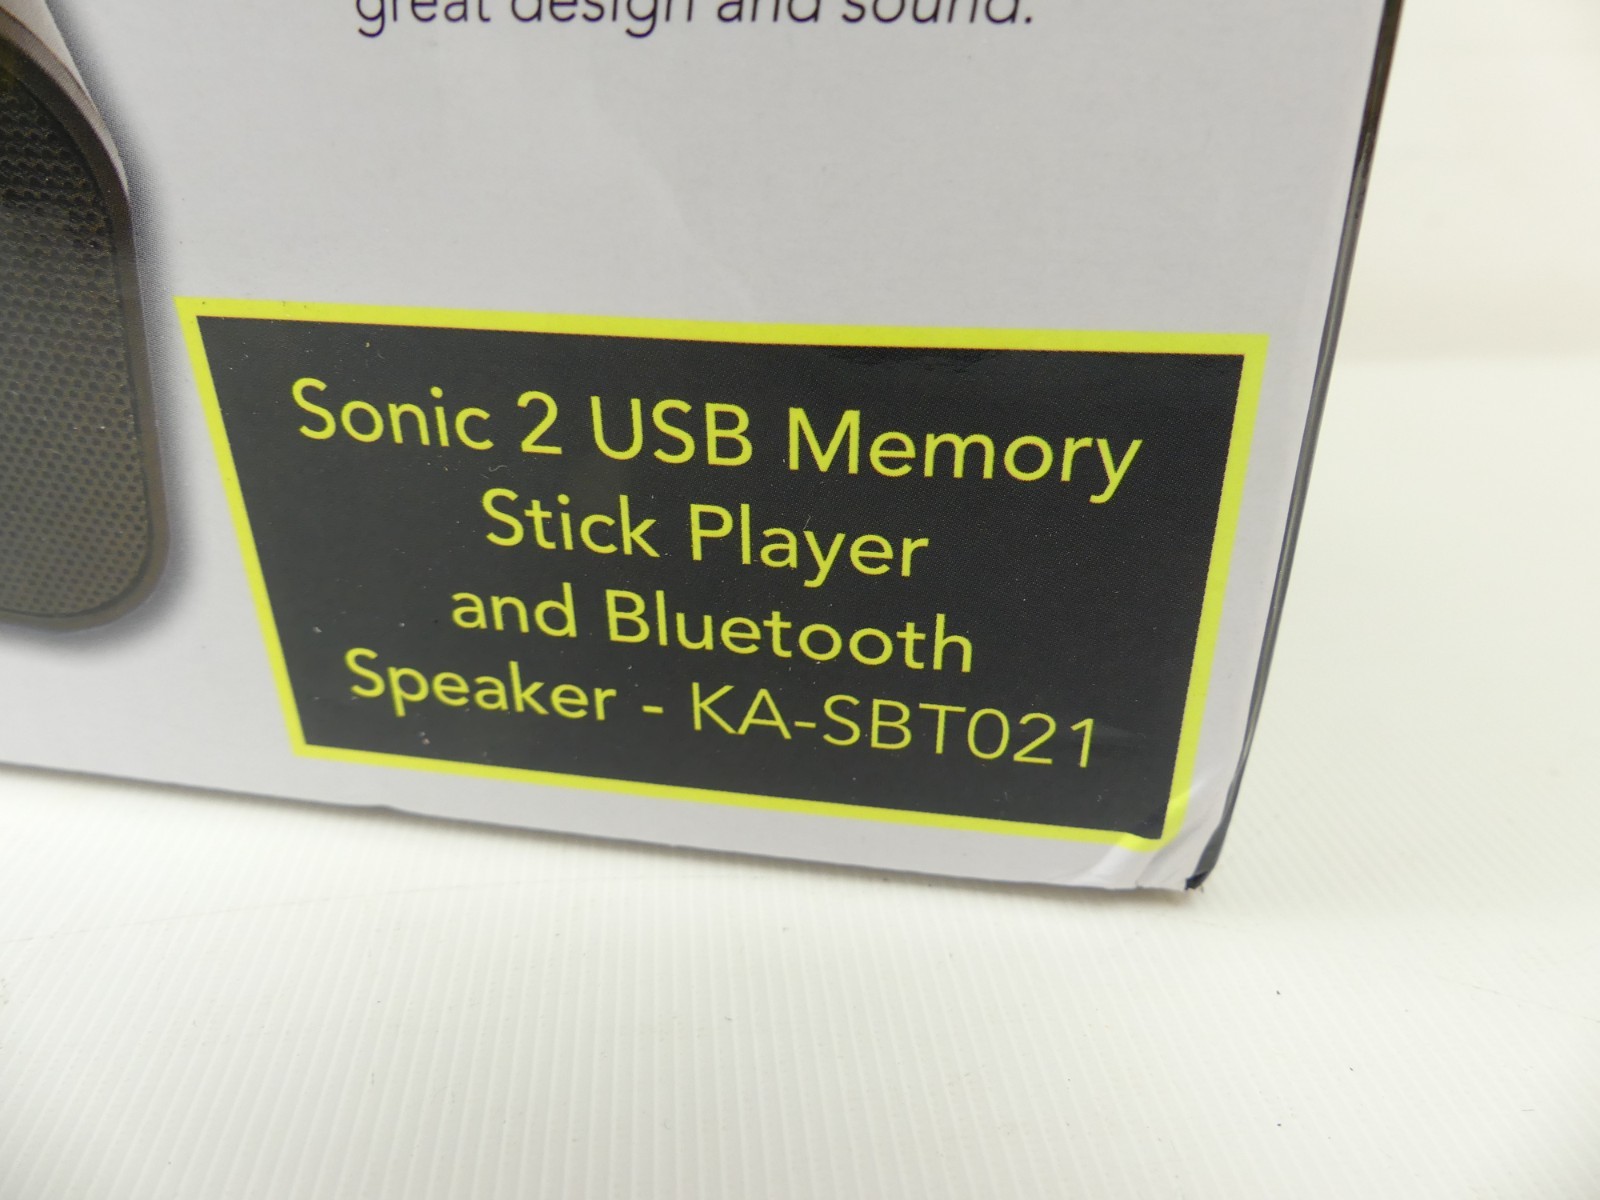 great design and sound.
Sonic 2 USB Memory
Stick Player
and Bluetooth
Speaker - KA-SBT021